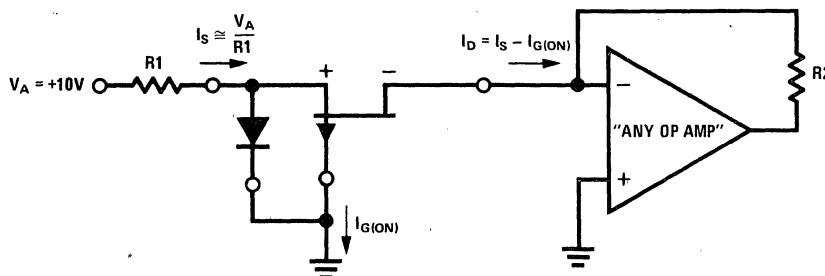 I_S ≅ V_A/R1
I_D = I_S − I_G(ON)
R1
+
−
R2
V_A = +10V
−
"ANY OP AMP"
+
I_G(ON)